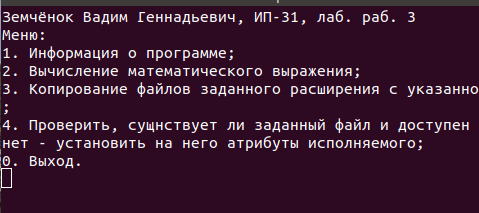 Земчёнок Вадим Геннадьевич, ИП-31, лаб. раб. 3
Меню:
1. Информация о программе;
2. Вычисление математического выражения;
3. Копирование файлов заданного расширения с указанно
;
4. Проверить, сущнствует ли заданный файл и доступен
нет - установить на него атрибуты исполняемого;
0. Выход.